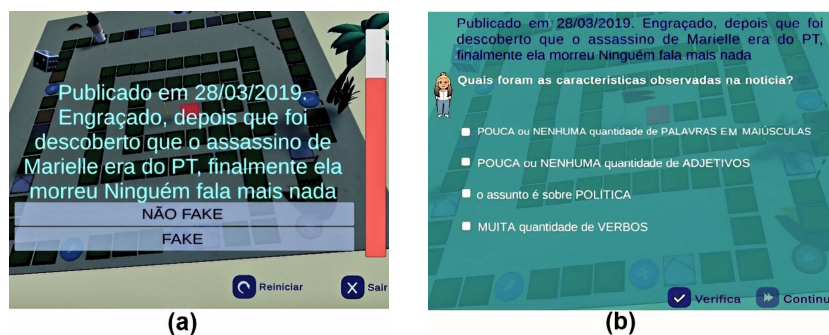 Publicado em 28/03/2019.
Engraçado, depois que foi
descoberto que o assassino de
Marielle era do PT, finalmente ela
morreu Ninguém fala mais nada
NÃO FAKE
FAKE
Reiniciar
Sair
(a)
Publicado em 28/03/2019. Engraçado, depois que foi
descoberto que o assassino de Marielle era do PT,
finalmente ela morreu Ninguém fala mais nada
Quais foram as caracteristicas observadas na noticia?
POUCA ou NENHUMA quantidade de PALAVRAS EM MAIÚSCULAS
POUCA ou NENHUMA quantidade de ADJETIVOS
o assunto é sobre POLÍTICA
MUITA quantidade de VERBOS
Verifica
Continu
(b)